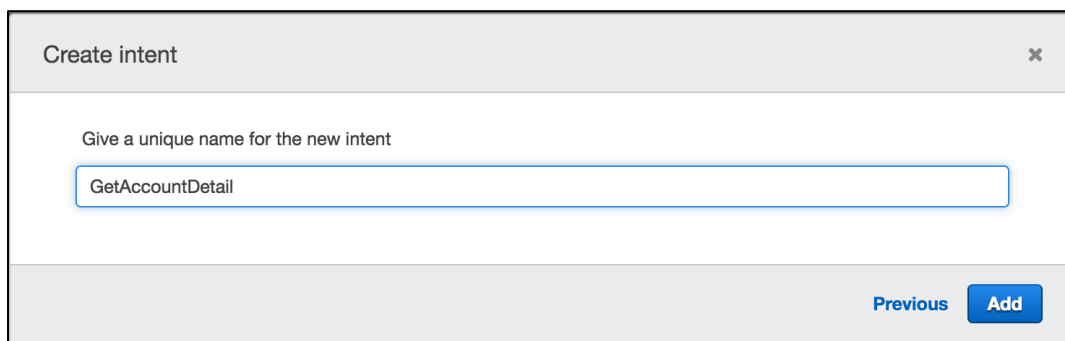 Create intent
Give a unique name for the new intent
GetAccountDetail
Previous Add